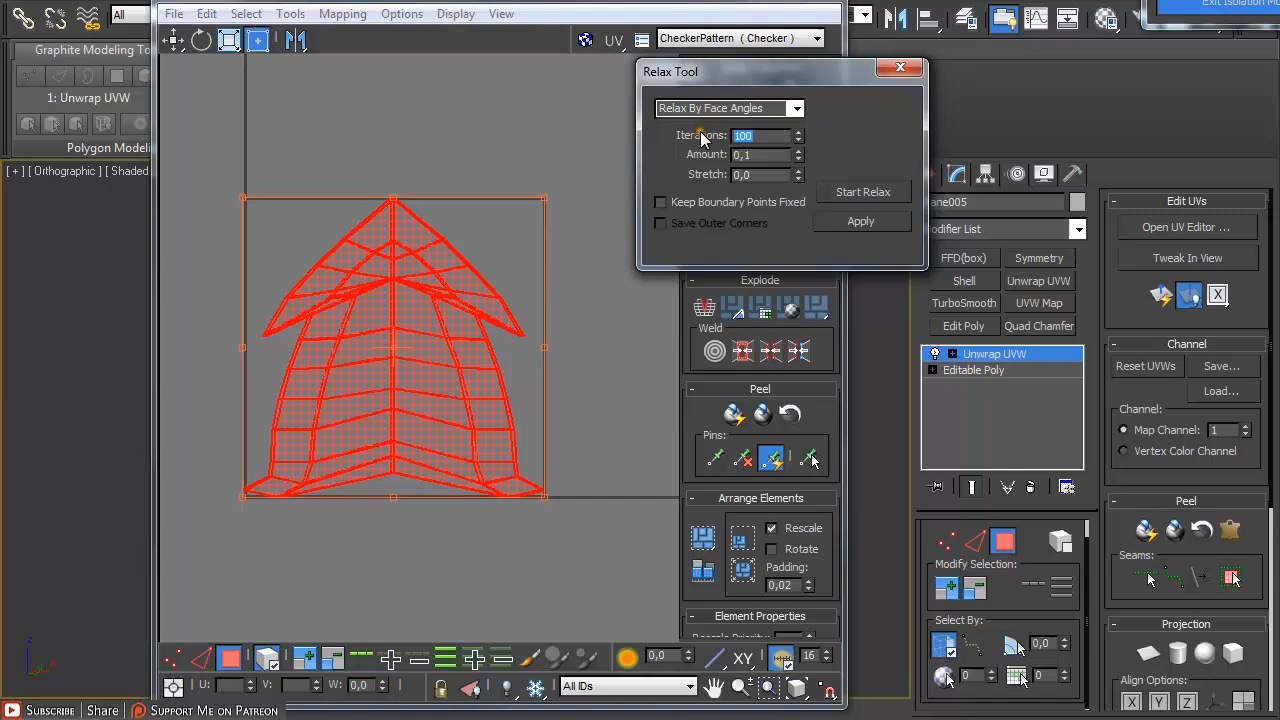 File Edit Select Tools Mapping Options Display View
Exit Isolation Mo
All
Graphite Modeling To
1: Unwrap UVW
Polygon Modeli
[ + ] [ Orthographic ] [ Shaded
UV
CheckerPattern ( Checker )
Relax Tool
Relax By Face Angles
Iterations: 100
Amount: 0,1
Stretch: 0,0
Keep Boundary Points Fixed
Save Outer Corners
Start Relax
Apply
Explode
Weld
Peel
Pins:
Arrange Elements
Rescale
Rotate
Padding:
0,02
Element Properties
ane005
odifier List
FFD(box) Symmetry
Shell Unwrap UVW
TurboSmooth UV Map
Edit Poly Quad Chamfer
Unwrap UVW
Editable Poly
Modify Selection:
Select By:
0,0
0
0
Edit UVs
Open UV Editor ...
Tweak In View
Channel
Reset UVWs Save...
Load...
Channel:
Map Channel: 1
Vertex Color Channel
Peel
Seams:
Projection
Align Options:
X Y Z
0,0 XY 16
U: V: W: 0,0
All IDs
z
Subscribe Share Support Me on Patreon